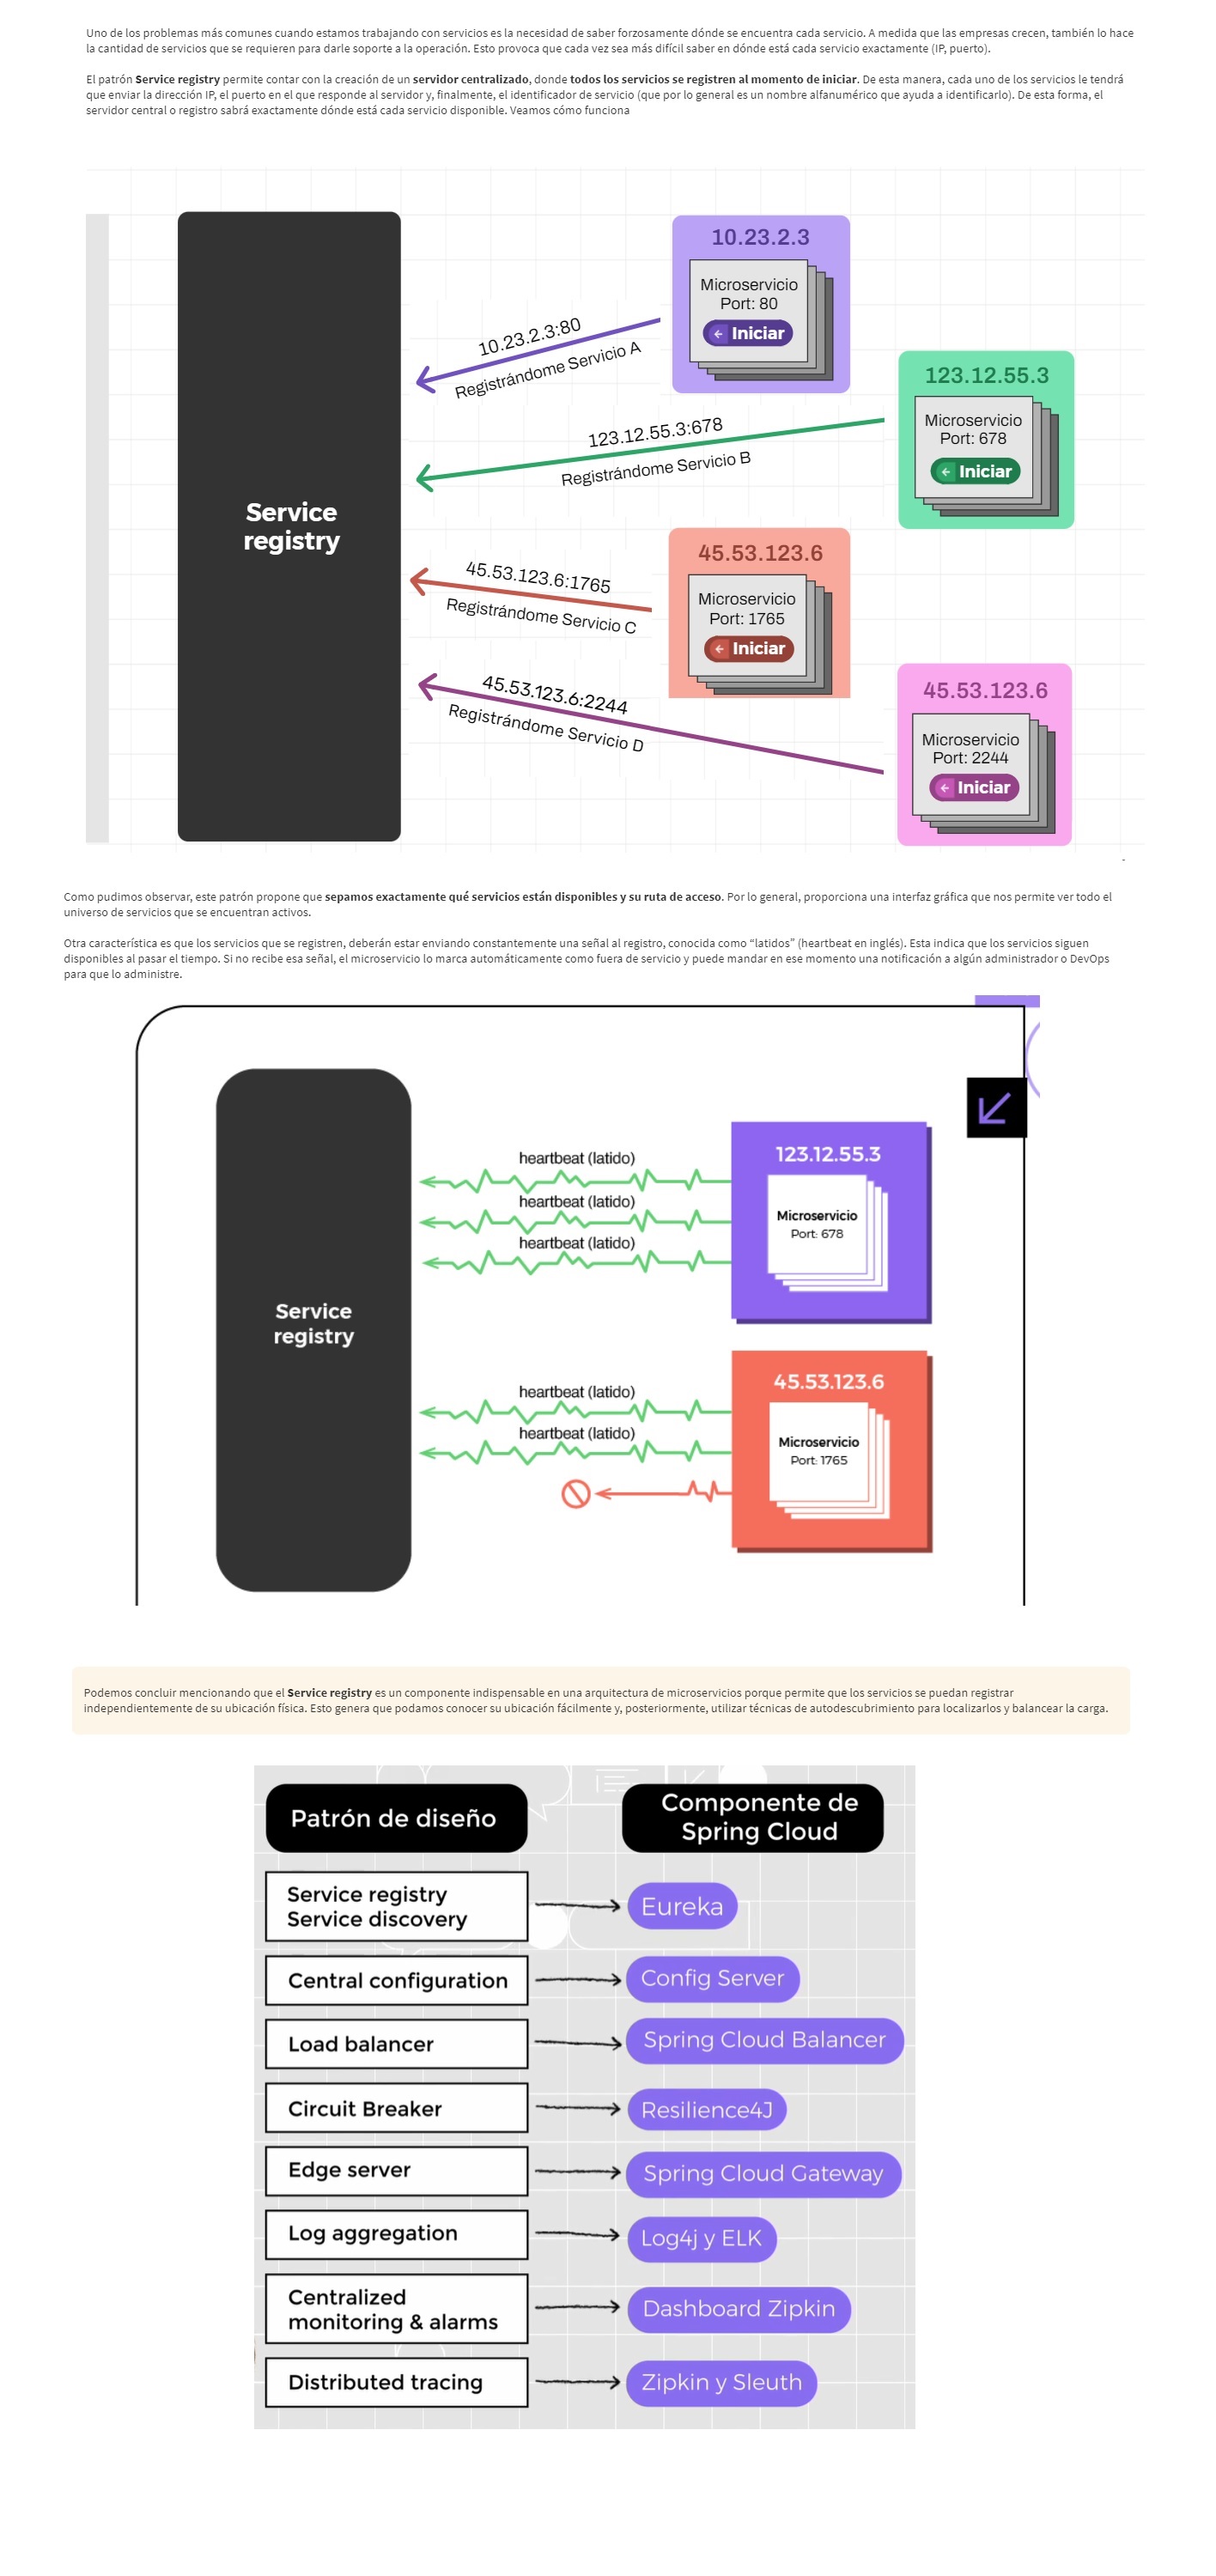 Uno de los problemas más comunes cuando estamos trabajando con servicios es la necesidad de saber forzosamente dónde se encuentra cada servicio. A medida que las empresas crecen, también lo hace
la cantidad de servicios que se requieren para darle soporte a la operación. Esto provoca que cada vez sea más difícil saber en dónde está cada servicio exactamente (IP, puerto).
El patrón Service registry permite contar con la creación de un servidor centralizado, donde todos los servicios se registren al momento de iniciar. De esta manera, cada uno de los servicios le tendrá
que enviar la dirección IP, el puerto en el que responde al servidor y, finalmente, el identificador de servicio (que por lo general es un nombre alfanumérico que ayuda a identificarlo). De esta forma, el
servidor central o registro sabrá exactamente dónde está cada servicio disponible. Veamos cómo funciona
Service
registry
10.23.2.3:80
Registrándome Servicio A
10.23.2.3
Microservicio
Port: 80
Iniciar
123.12.55.3:678
Registrándome Servicio B
123.12.55.3
Microservicio
Port: 678
Iniciar
45.53.123.6:1765
Registrándome Servicio C
45.53.123.6
Microservicio
Port: 1765
Iniciar
45.53.123.6:2244
Registrándome Servicio D
45.53.123.6
Microservicio
Port: 2244
Iniciar
Como pudimos observar, este patrón propone que sepamos exactamente qué servicios están disponibles y su ruta de acceso. Por lo general, proporciona una interfaz gráfica que nos permite ver todo el
universo de servicios que se encuentran activos.
Otra característica es que los servicios que se registren, deberán estar enviando constantemente una señal al registro, conocida como “latidos” (heartbeat en inglés). Esta indica que los servicios siguen
disponibles al pasar el tiempo. Si no recibe esa señal, el microservicio lo marca automáticamente como fuera de servicio y puede mandar en ese momento una notificación a algún administrador o DevOps
para que lo administre.
Service
registry
heartbeat (latido)
heartbeat (latido)
heartbeat (latido)
123.12.55.3
Microservicio
Port: 678
heartbeat (latido)
heartbeat (latido)
45.53.123.6
Microservicio
Port: 1765
Podemos concluir mencionando que el Service registry es un componente indispensable en una arquitectura de microservicios porque permite que los servicios se puedan registrar
independientemente de su ubicación física. Esto genera que podamos conocer su ubicación fácilmente y, posteriormente, utilizar técnicas de autodescubrimiento para localizarlos y balancear la carga.
Patrón de diseño
Componente de
Spring Cloud
Service registry
Service discovery
Eureka
Central configuration
Config Server
Load balancer
Spring Cloud Balancer
Circuit Breaker
Resilience4J
Edge server
Spring Cloud Gateway
Log aggregation
Log4j y ELK
Centralized
monitoring & alarms
Dashboard Zipkin
Distributed tracing
Zipkin y Sleuth